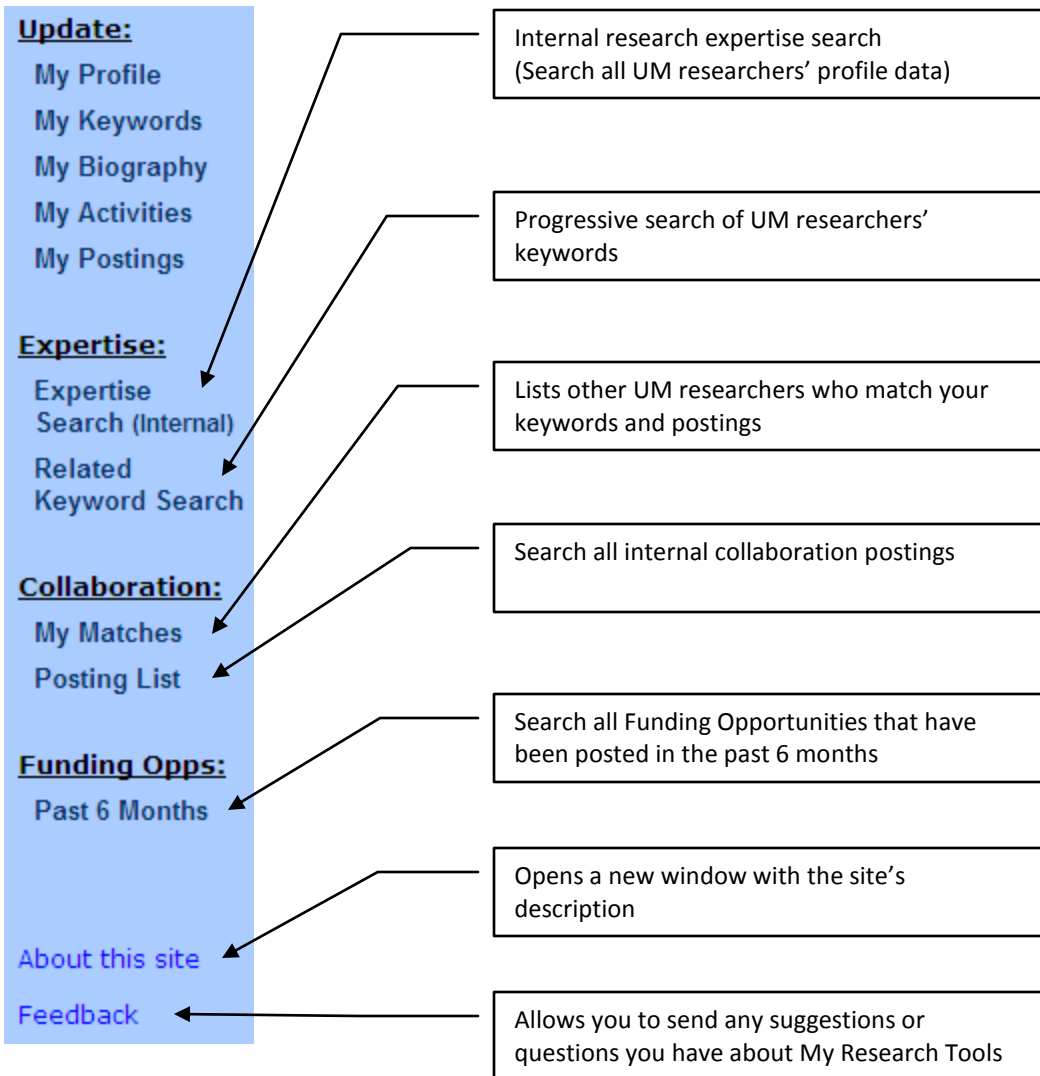 Update:
My Profile
My Keywords
My Biography
My Activities
My Postings
Expertise:
Expertise
Search (Internal)
Related
Keyword Search
Collaboration:
My Matches
Posting List
Funding Opps:
Past 6 Months
About this site
Feedback
Internal research expertise search
(Search all UM researchers’ profile data)
Progressive search of UM researchers’
keywords
Lists other UM researchers who match your
keywords and postings
Search all internal collaboration postings
Search all Funding Opportunities that have
been posted in the past 6 months
Opens a new window with the site’s
description
Allows you to send any suggestions or
questions you have about My Research Tools